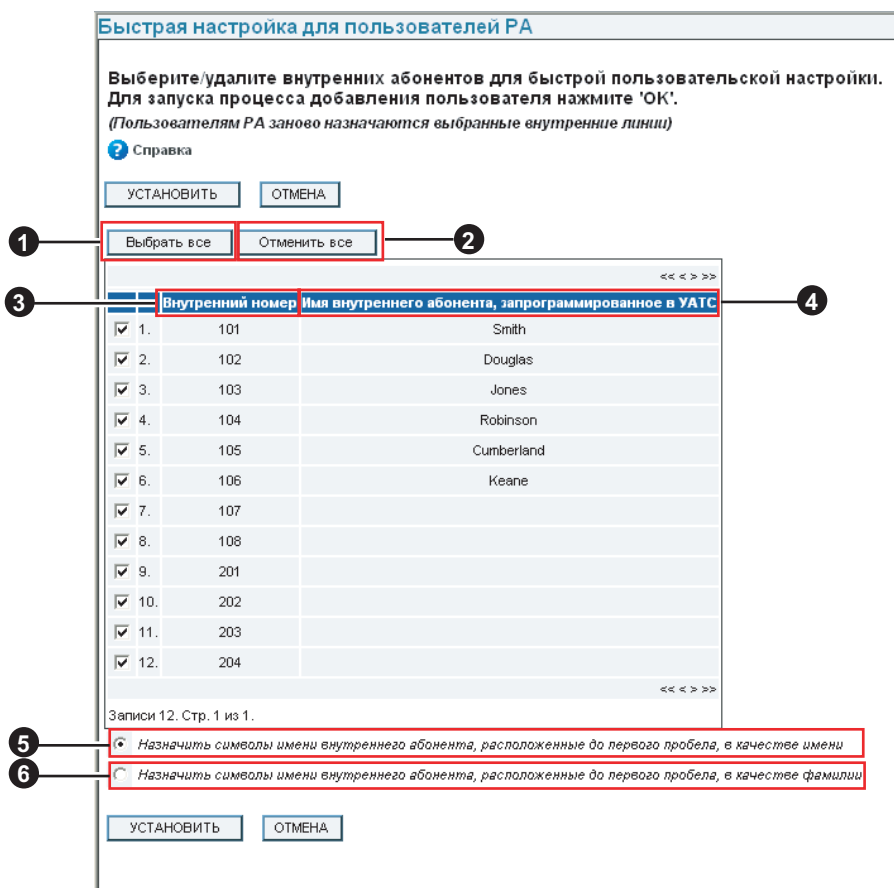 Быстрая настройка для пользователей PA
Выберите/удалите внутренних абонентов для быстрой пользовательской настройки.
Для запуска процесса добавления пользователя нажмите 'ОК'.
(Пользователям PA заново назначаются выбранные внутренние линии)
? Справка
УСТАНОВИТЬ ОТМЕНА
1 Выбрать все Отменить все 2
<< < > >>
3 Внутренний номер Имя внутреннего абонента, запрограммированное в УАТС 4
1. 101 Smith
2. 102 Douglas
3. 103 Jones
4. 104 Robinson
5. 105 Cumberland
6. 106 Keane
7. 107
8. 108
9. 201
10. 202
11. 203
12. 204
<< < > >>
Записи 12. Стр. 1 из 1.
5 Назначить символы имени внутреннего абонента, расположенные до первого пробела, в качестве имени
6 Назначить символы имени внутреннего абонента, расположенные до первого пробела, в качестве фамилии
УСТАНОВИТЬ ОТМЕНА